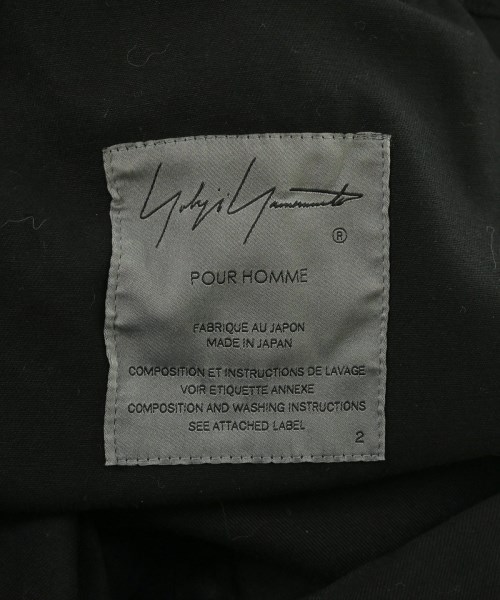 Yohji Yamamoto
®
POUR HOMME
FABRIQUE AU JAPON
MADE IN JAPAN
COMPOSITION ET INSTRUCTIONS DE LAVAGE
VOIR ETIQUETTE ANNEXE
COMPOSITION AND WASHING INSTRUCTIONS
SEE ATTACHED LABEL
2